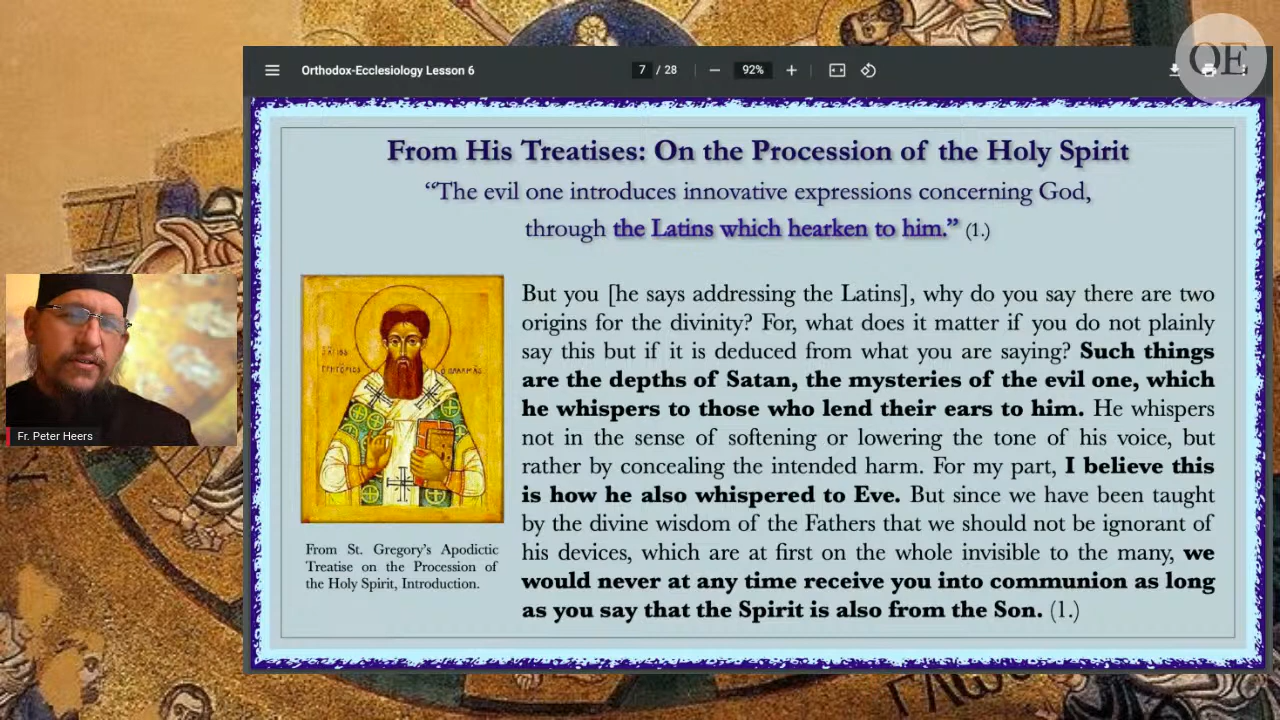 OE
Orthodox-Ecclesiology Lesson 6
7 / 28
92%
From His Treatises: On the Procession of the Holy Spirit
“The evil one introduces innovative expressions concerning God,
through the Latins which hearken to him.” (1.)
But you [he says addressing the Latins], why do you say there are two
origins for the divinity? For, what does it matter if you do not plainly
say this but if it is deduced from what you are saying? Such things
are the depths of Satan, the mysteries of the evil one, which
he whispers to those who lend their ears to him. He whispers
not in the sense of softening or lowering the tone of his voice, but
rather by concealing the intended harm. For my part, I believe this
is how he also whispered to Eve. But since we have been taught
by the divine wisdom of the Fathers that we should not be ignorant of
his devices, which are at first on the whole invisible to the many, we
would never at any time receive you into communion as long
as you say that the Spirit is also from the Son. (1.)
From St. Gregory’s Apodictic
Treatise on the Procession of
the Holy Spirit, Introduction.
Fr. Peter Heers